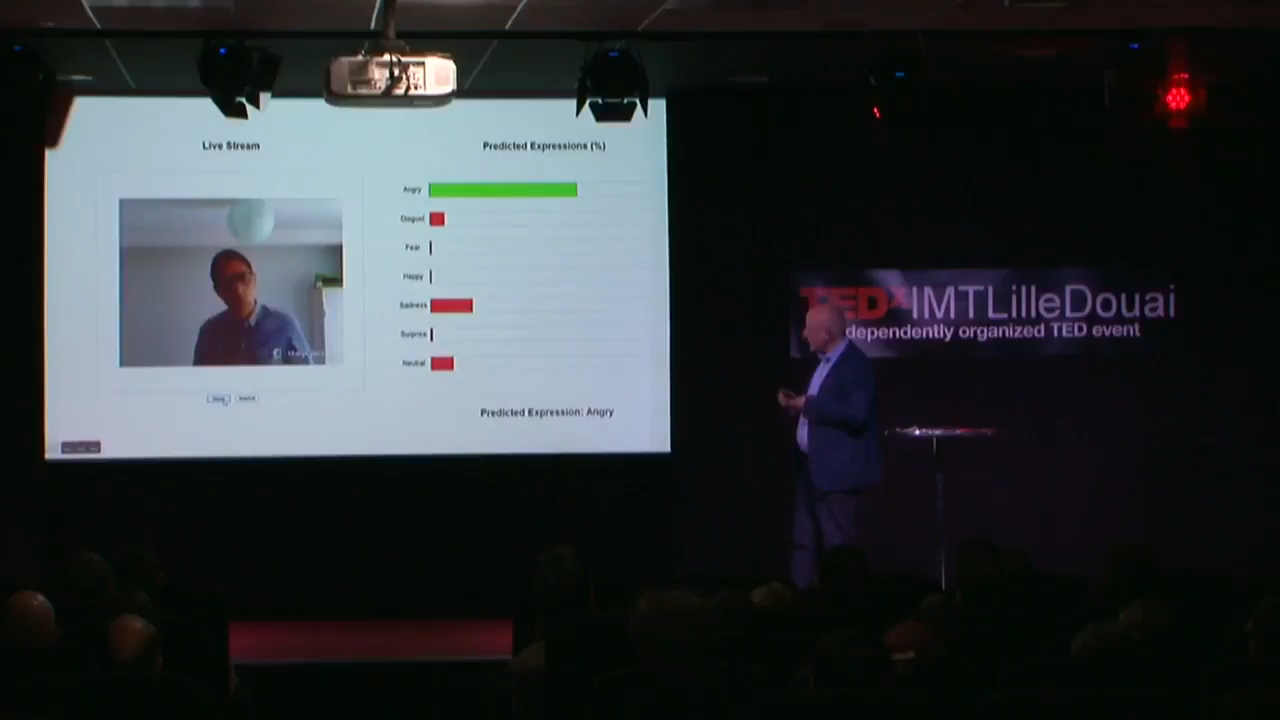 Live Stream
Predicted Expressions (%)
Angry
Disgust
Fear
Happy
Sadness
Surprise
Neutral
Predicted Expression: Angry
TEDxIMTLilleDouai
dependently organized TED event